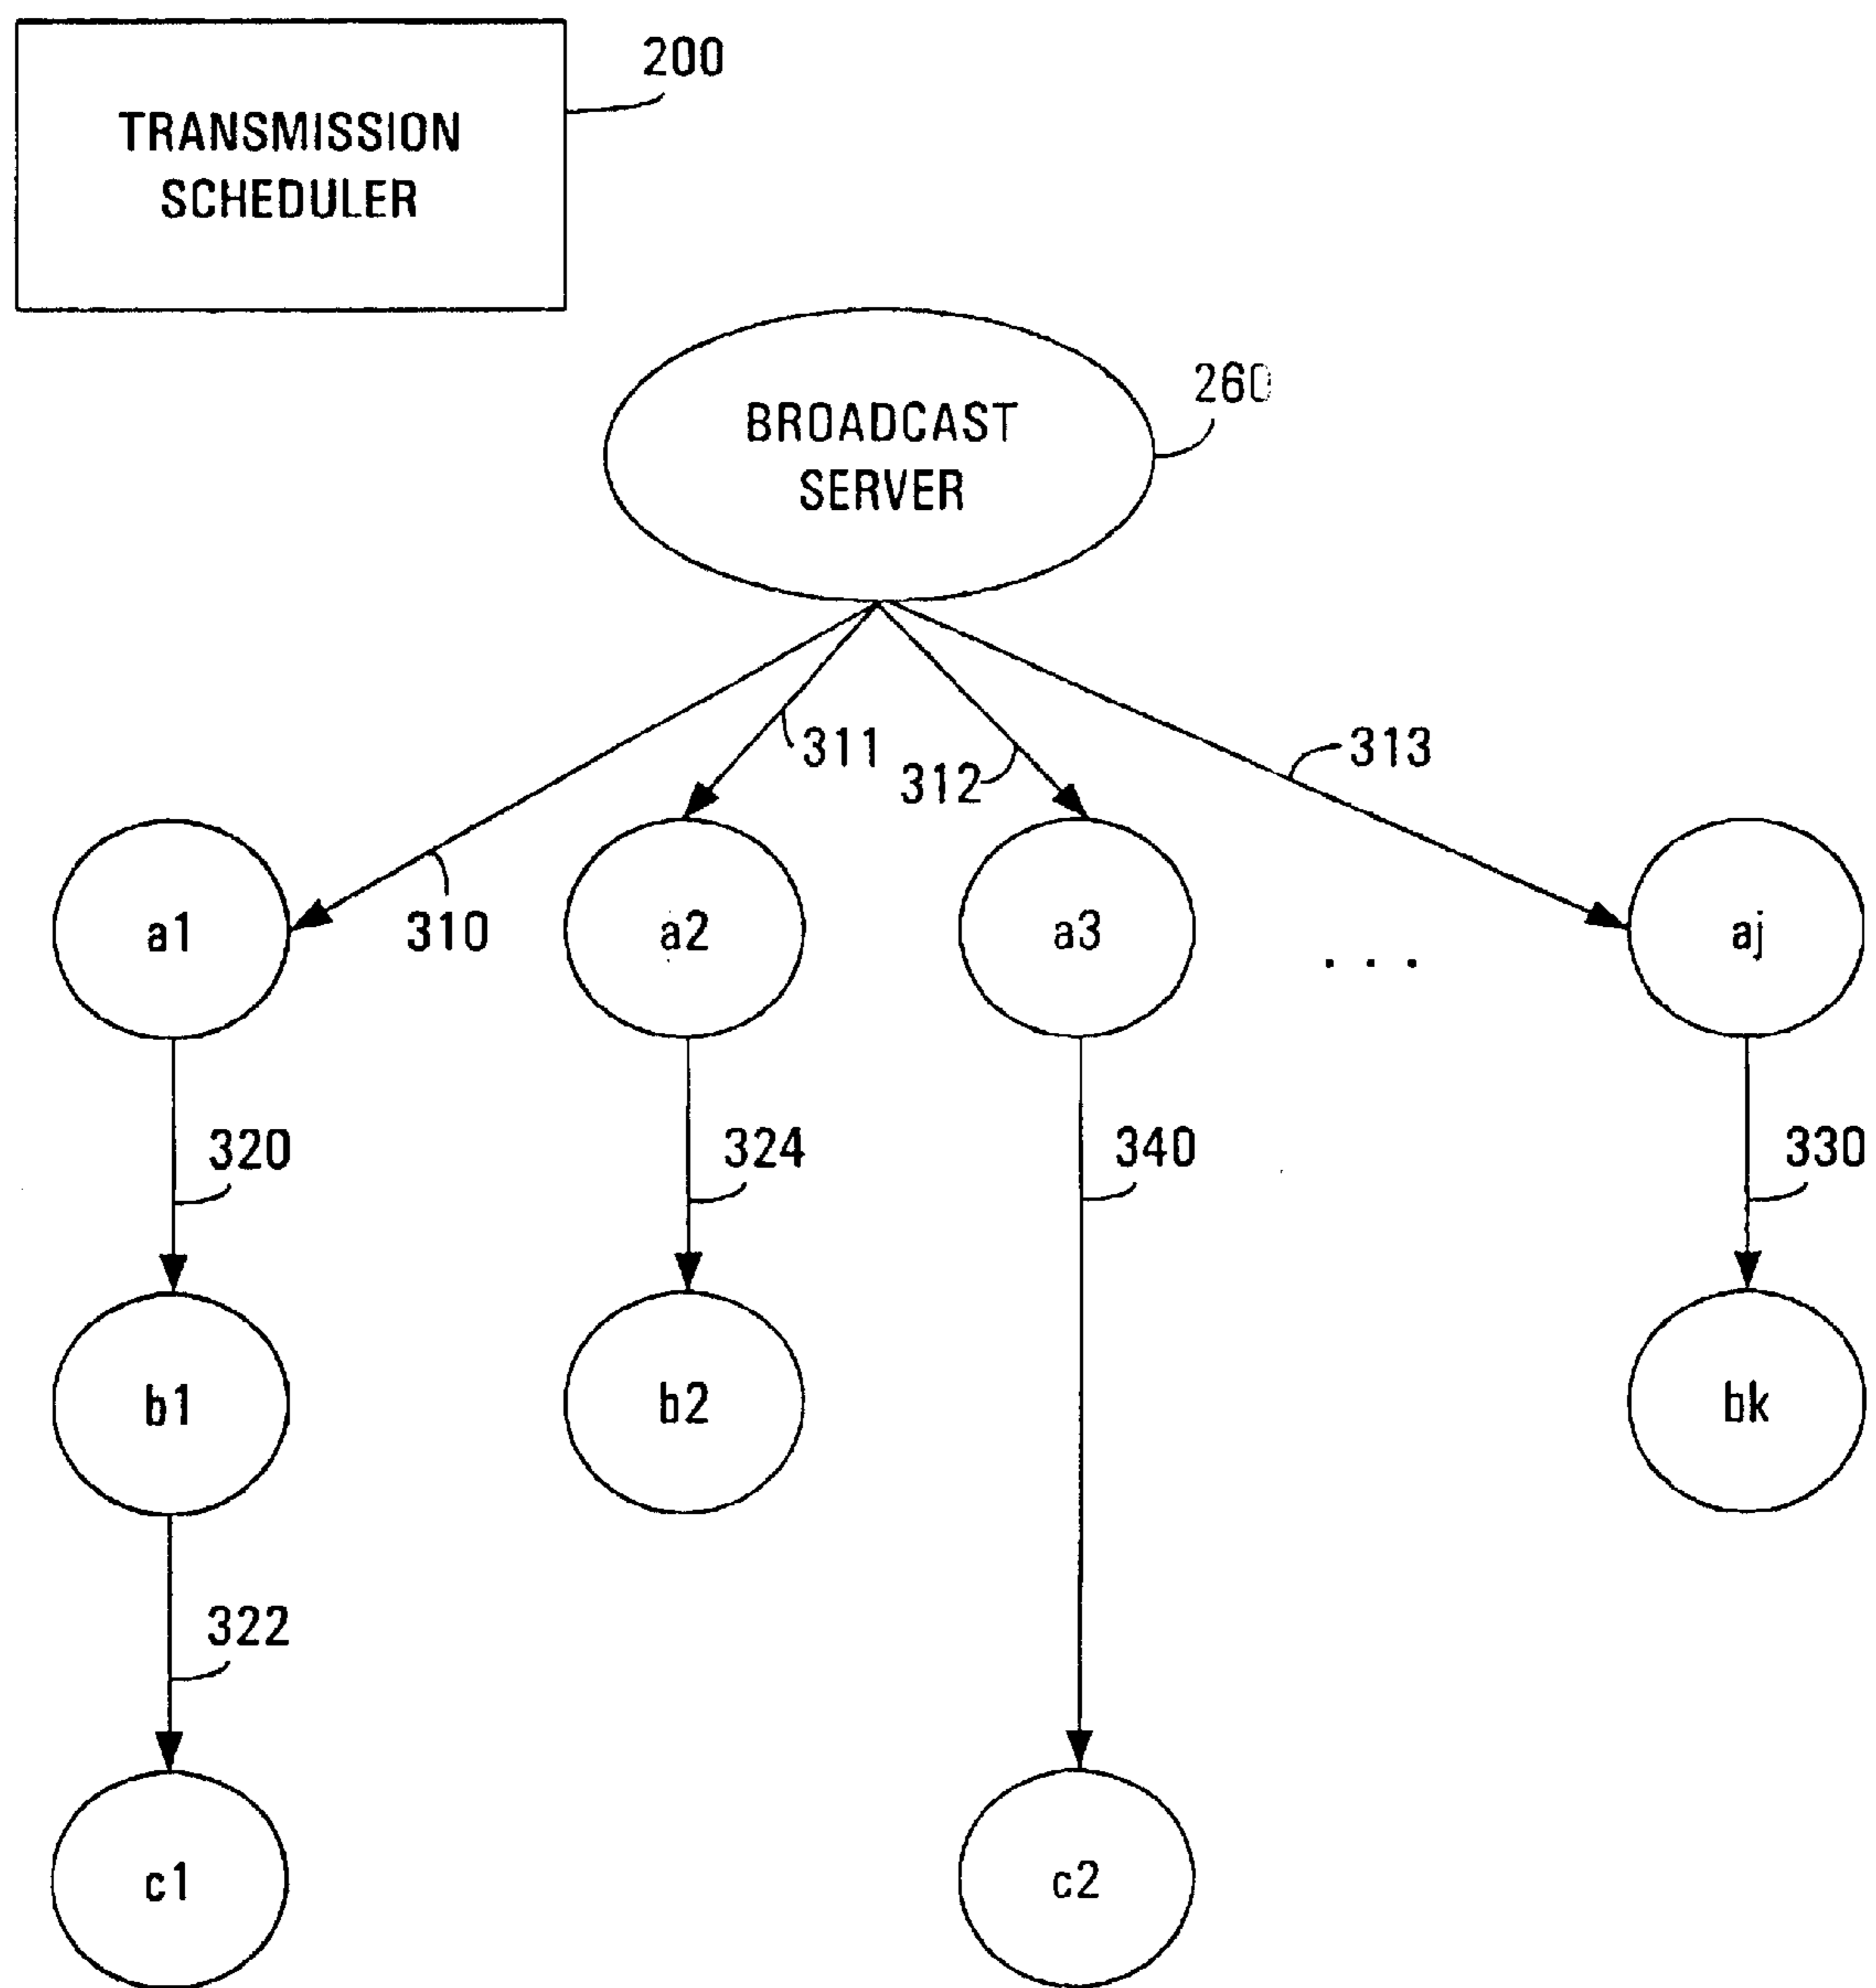 200
TRANSMISSION
SCHEDULER
260
BROADCAST
SERVER
311
312
313
310
a1
a2
a3
. . .
aj
320
324
340
330
b1
b2
bk
322
c1
c2